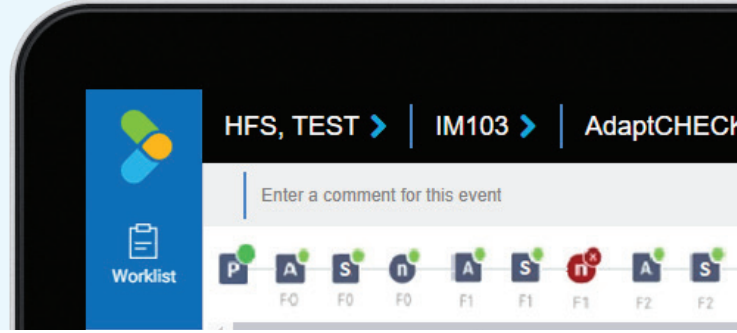 HFS, TEST IM103 AdaptCHECK
Enter a comment for this event
Worklist
P A S n A S n A S
F0 F0 F0 F1 F1 F1 F2 F2